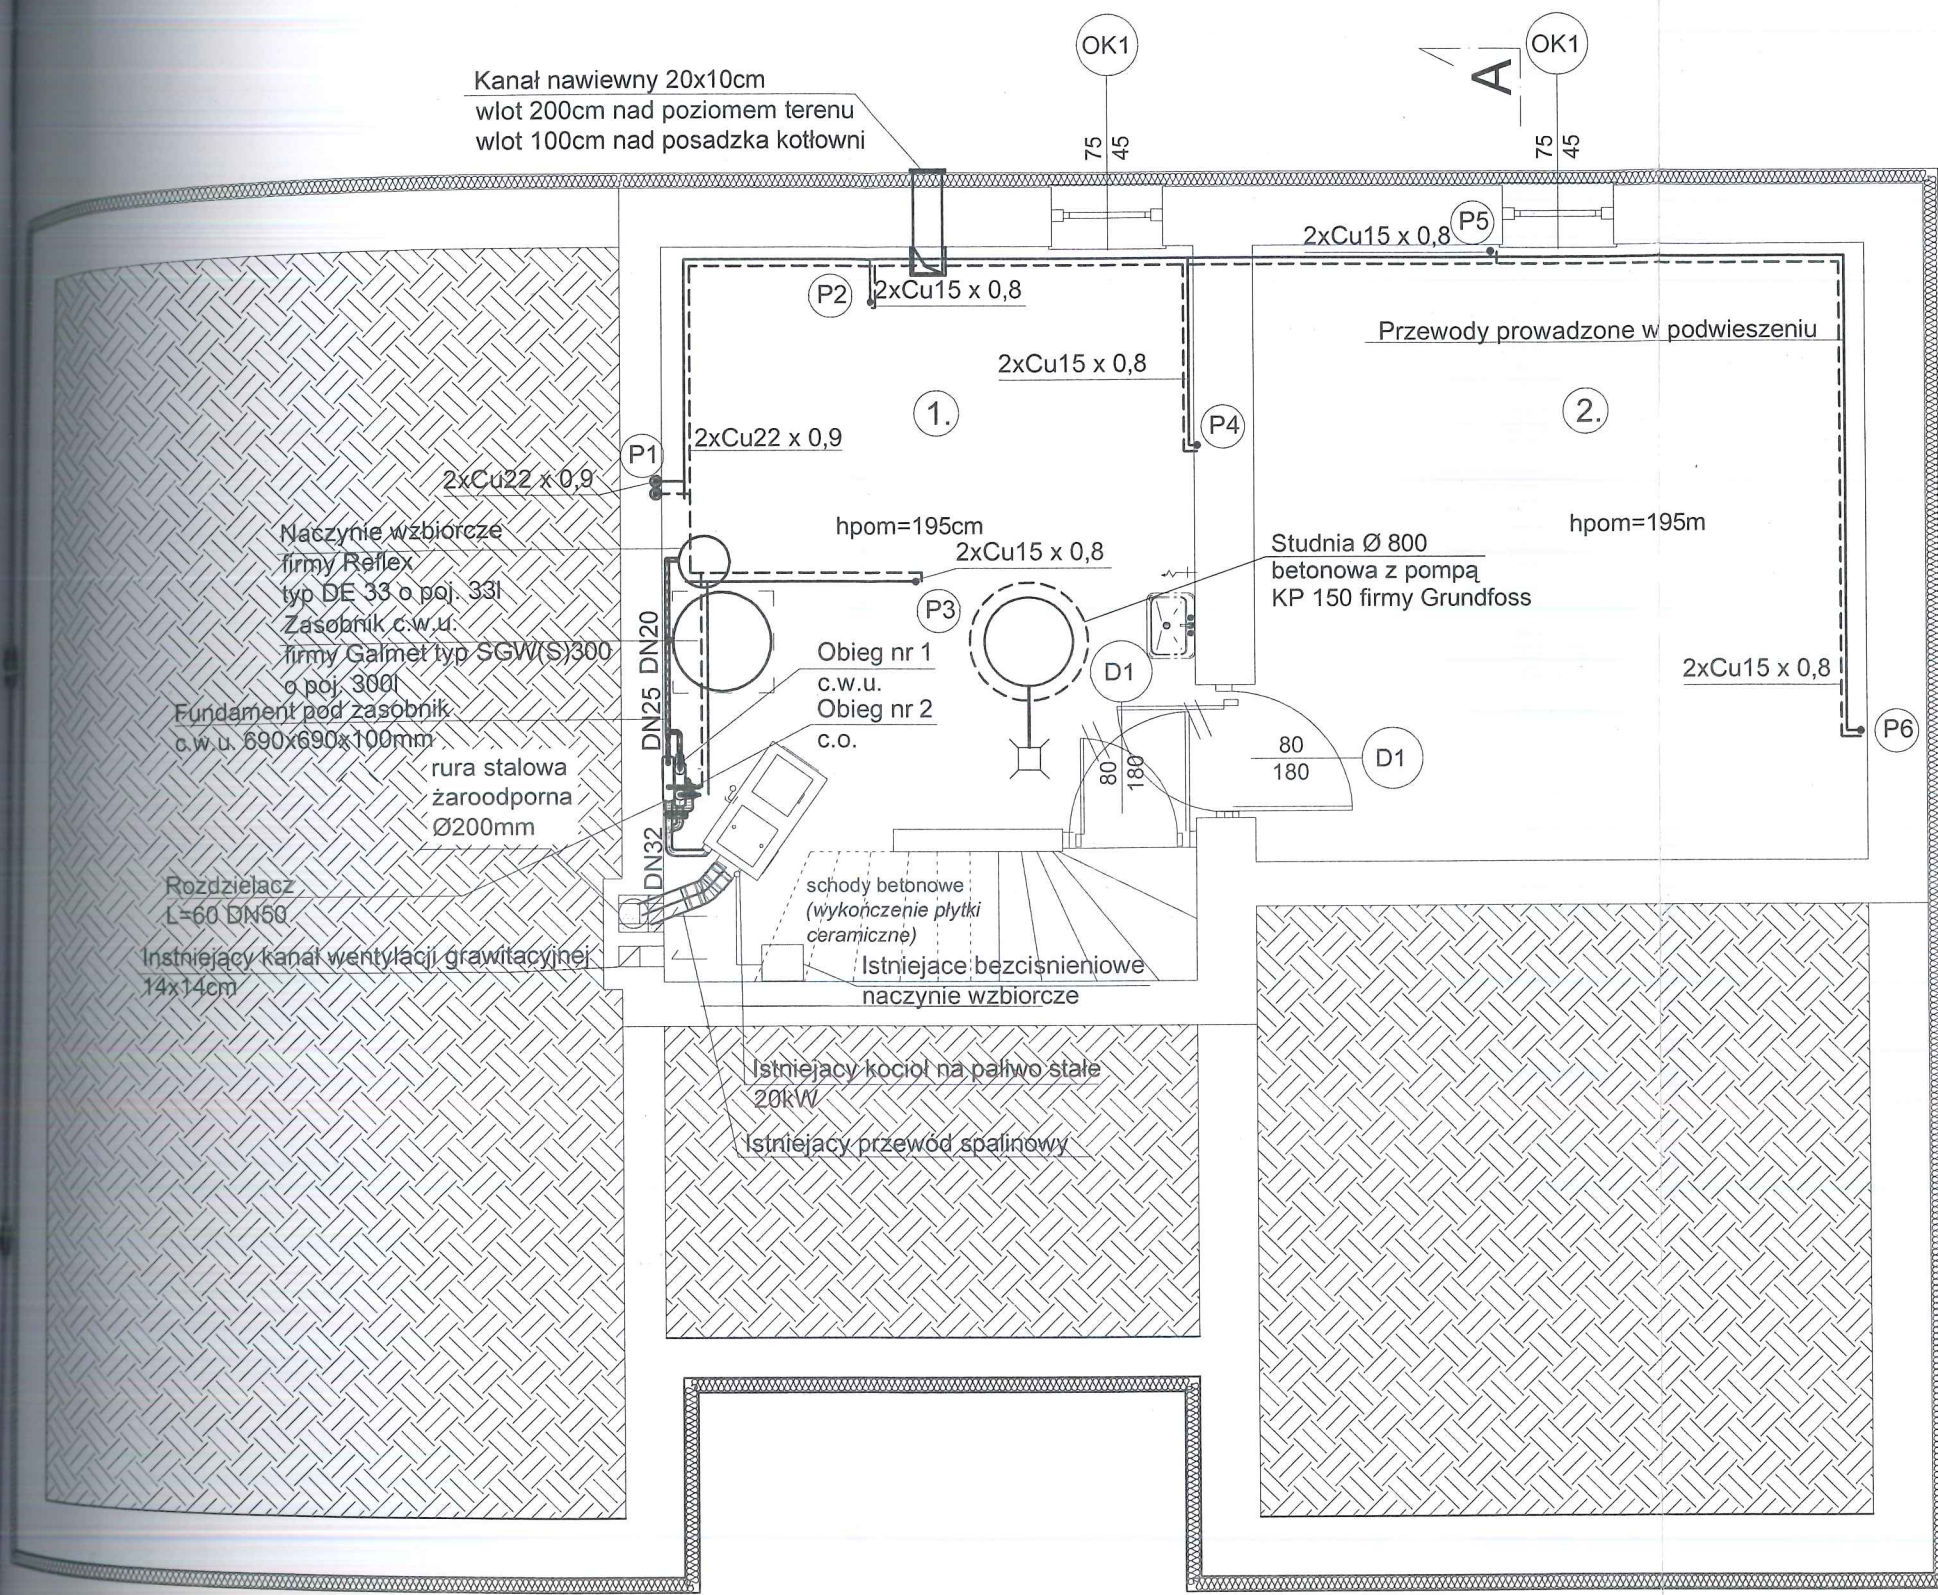 OK1
OK1
A
Kanał nawiewny 20x10cm
wlot 200cm nad poziomem terenu
wlot 100cm nad posadzka kotłowni
75
45
75
45
P5
2xCu15 x 0,8
P2
2xCu15 x 0,8
Przewody prowadzone w podwieszeniu
2xCu15 x 0,8
1.
2.
P4
2xCu22 x 0,9
P1
2xCu22 x 0,9
hpom=195cm
hpom=195m
Naczynie wzbiorcze
firmy Reflex
typ DE 33 o poj. 33l
Zasobnik c.w.u.
firmy Galmet typ SGW(S)300
o poj. 300l
Fundament pod zasobnik
c.w.u. 690x690x100mm
2xCu15 x 0,8
P3
Studnia Ø 800
betonowa z pompą
KP 150 firmy Grundfoss
DN20
DN25
DN32
Obieg nr 1
c.w.u.
Obieg nr 2
c.o.
D1
2xCu15 x 0,8
80
180
80
180
D1
P6
rura stalowa
żaroodporna
Ø200mm
Rozdzielacz
L=60 DN50
schody betonowe
(wykończenie płytki
ceramiczne)
Instniejący kanał wentylacji grawitacyjnej
14x14cm
Istniejace bezcisnieniowe
naczynie wzbiorcze
Istniejacy kocioł na paliwo stałe
20kW
Istniejacy przewód spalinowy